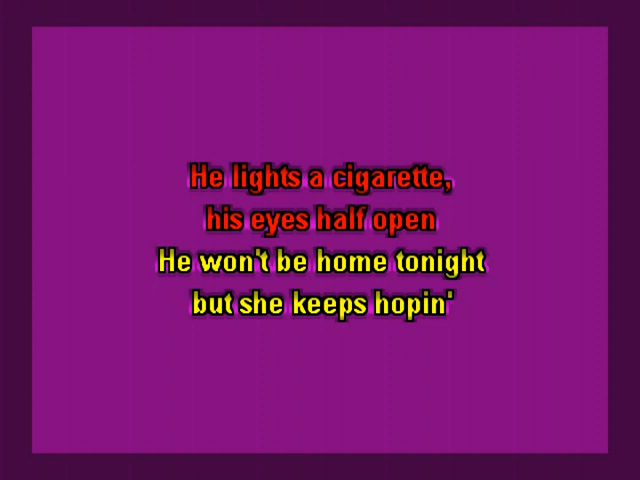 He lights a cigarette,
his eyes half open
He won't be home tonight
but she keeps hopin'